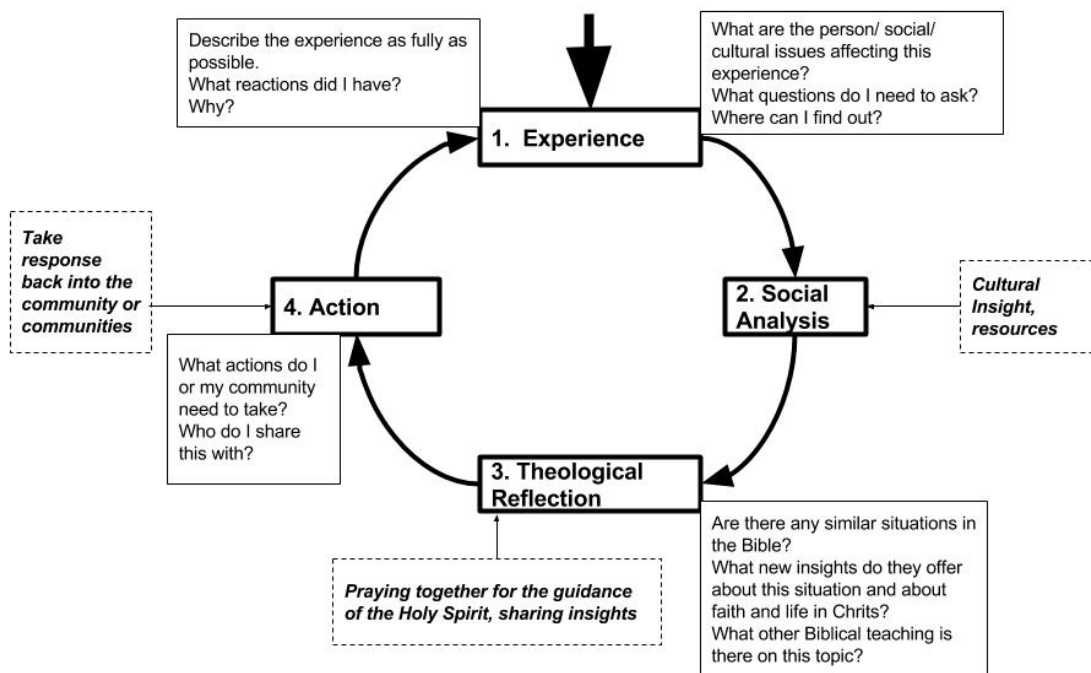 Describe the experience as fully as
possible.
What reactions did I have?
Why?
What are the person/ social/
cultural issues affecting this
experience?
What questions do I need to ask?
Where can I find out?
1. Experience
Take
response
back into the
community or
communities
4. Action
2. Social
Analysis
Cultural
Insight,
resources
What actions do I
or my community
need to take?
Who do I share
this with?
3. Theological
Reflection
Are there any similar situations in
the Bible?
What new insights do they offer
about this situation and about
faith and life in Chrits?
What other Biblical teaching is
there on this topic?
Praying together for the guidance
of the Holy Spirit, sharing insights